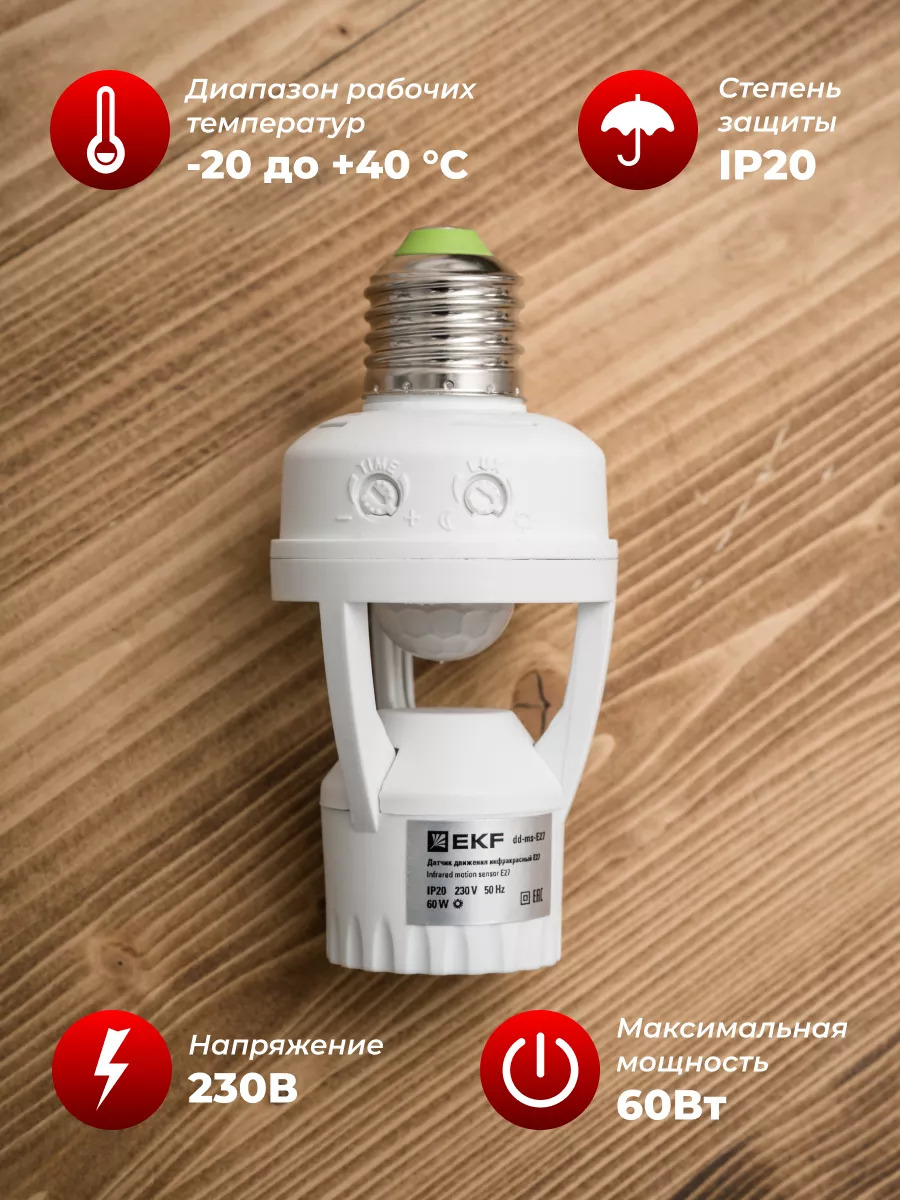 Диапазон рабочих
температур
-20 до +40 °C
Степень
защиты
IP20
TIME
LUX
- +
EKF dd-ms-E27
Датчик движения инфракрасный E27
Infrared motion sensor E27
IP20 230 V 50 Hz
60 W
EAC
Напряжение
230В
Максимальная
мощность
60Вт